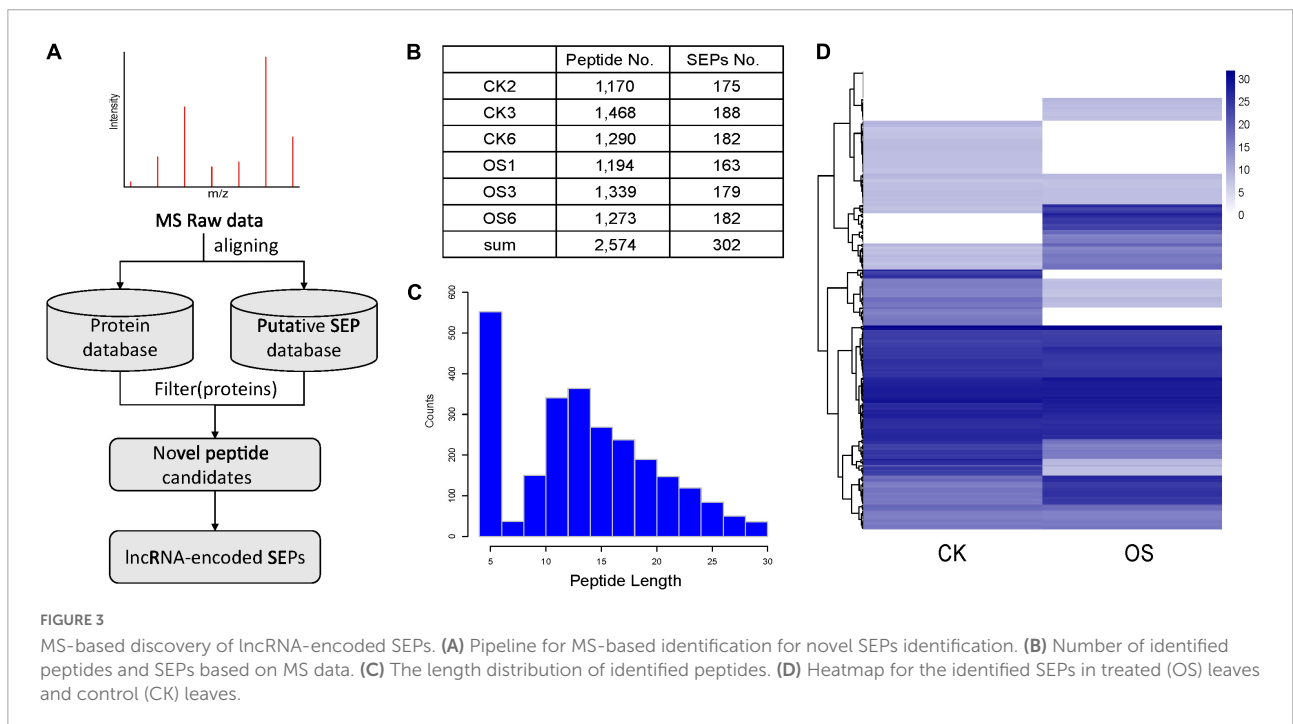 A
Intensity
m/z
MS Raw data
aligning
Protein
database
Putative SEP
database
Filter(proteins)
Novel peptide
candidates
lncRNA-encoded SEPs
B
Peptide No. SEPs No.
CK2 1,170 175
CK3 1,468 188
CK6 1,290 182
OS1 1,194 163
OS3 1,339 179
OS6 1,273 182
sum 2,574 302
C
600
500
400
300
200
100
0
Counts
5 10 15 20 25 30
Peptide Length
D
30
25
20
15
10
5
0
CK OS
FIGURE 3
MS-based discovery of lncRNA-encoded SEPs. (A) Pipeline for MS-based identification for novel SEPs identification. (B) Number of identified
peptides and SEPs based on MS data. (C) The length distribution of identified peptides. (D) Heatmap for the identified SEPs in treated (OS) leaves
and control (CK) leaves.